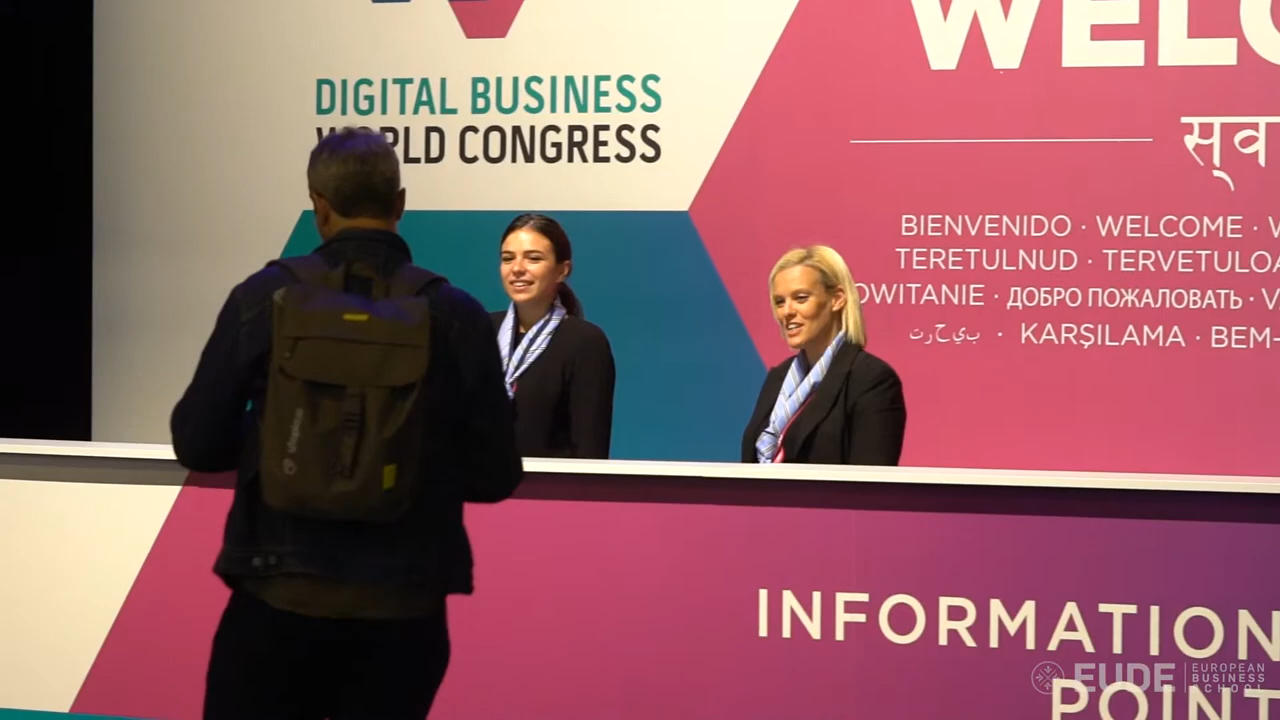 DIGITAL BUSINESS
WORLD CONGRESS
WELC
स्व
BIENVENIDO · WELCOME · W
TERETULNUD · TERVETULOA
OWITANIE · ДОБРО ПОЖАЛОВАТЬ · V
KARŞILAMA · BEM-
INFORMATION
POINT
EUDE EUROPEAN
BUSINESS
SCHOOL